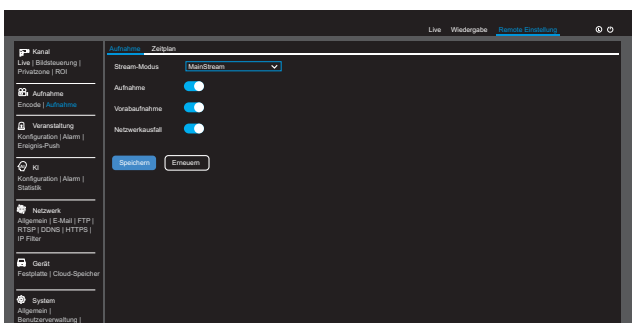 Live Wiedergabe Remote Einstellung
Kanal
Live | Bildsteuerung |
Privatzone | ROI
Aufnahme
Encode | Aufnahme
Veranstaltung
Konfiguration | Alarm |
Ereignis-Push
KI
Konfiguration | Alarm |
Statistik
Netzwerk
Allgemein | E-Mail | FTP |
RTSP | DDNS | HTTPS |
IP Filter
Gerät
Festplatte | Cloud-Speicher
System
Allgemein |
Benutzerverwaltung |
Aufnahme Zeitplan
Stream-Modus MainStream
Aufnahme
Vorabaufnahme
Netzwerkausfall
Speichern Erneuern